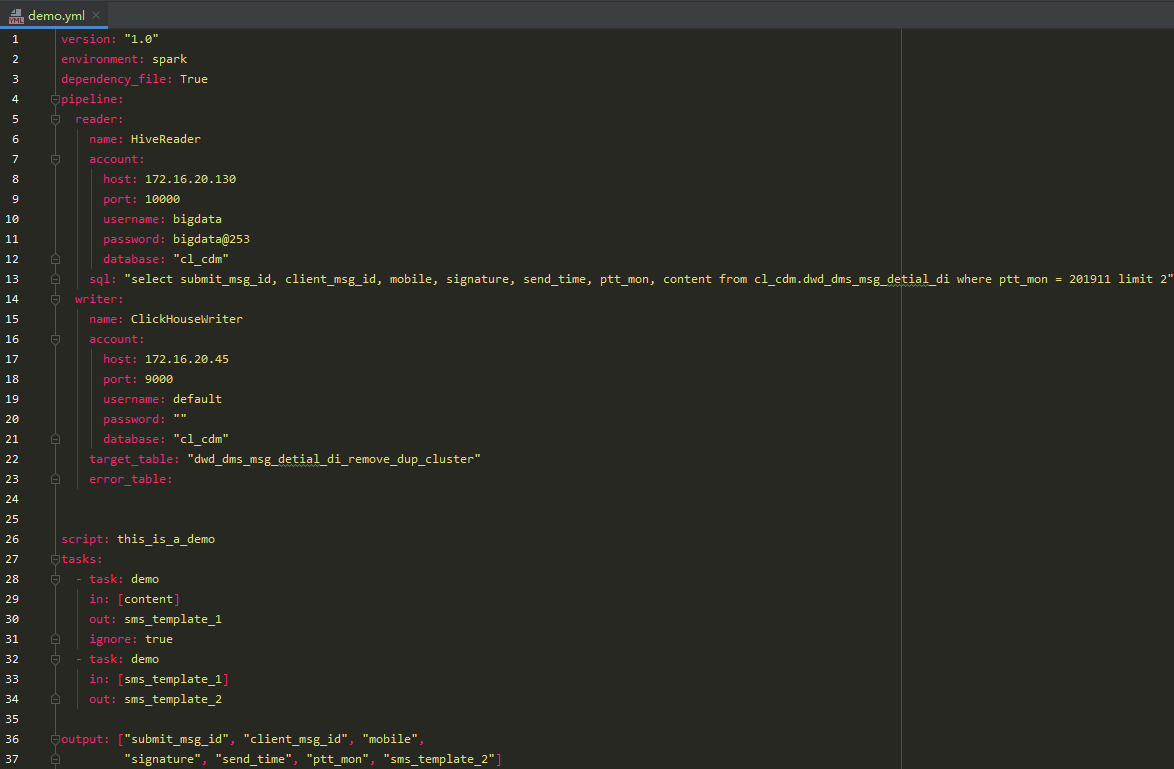 demo.yml
1 version: "1.0"
2 environment: spark
3 dependency_file: True
4 pipeline:
5   reader:
6     name: HiveReader
7     account:
8       host: 172.16.20.130
9       port: 10000
10       username: bigdata
11       password: bigdata@253
12       database: "cl_cdm"
13     sql: "select submit_msg_id, client_msg_id, mobile, signature, send_time, ptt_mon, content from cl_cdm.dwd_dms_msg_detial_di where ptt_mon = 201911 limit 2"
14   writer:
15     name: ClickHouseWriter
16     account:
17       host: 172.16.20.45
18       port: 9000
19       username: default
20       password: ""
21       database: "cl_cdm"
22     target_table: "dwd_dms_msg_detial_di_remove_dup_cluster"
23     error_table:
24
25
26 script: this_is_a_demo
27 tasks:
28   - task: demo
29     in: [content]
30     out: sms_template_1
31     ignore: true
32   - task: demo
33     in: [sms_template_1]
34     out: sms_template_2
35
36 output: ["submit_msg_id", "client_msg_id", "mobile",
37          "signature", "send_time", "ptt_mon", "sms_template_2"]